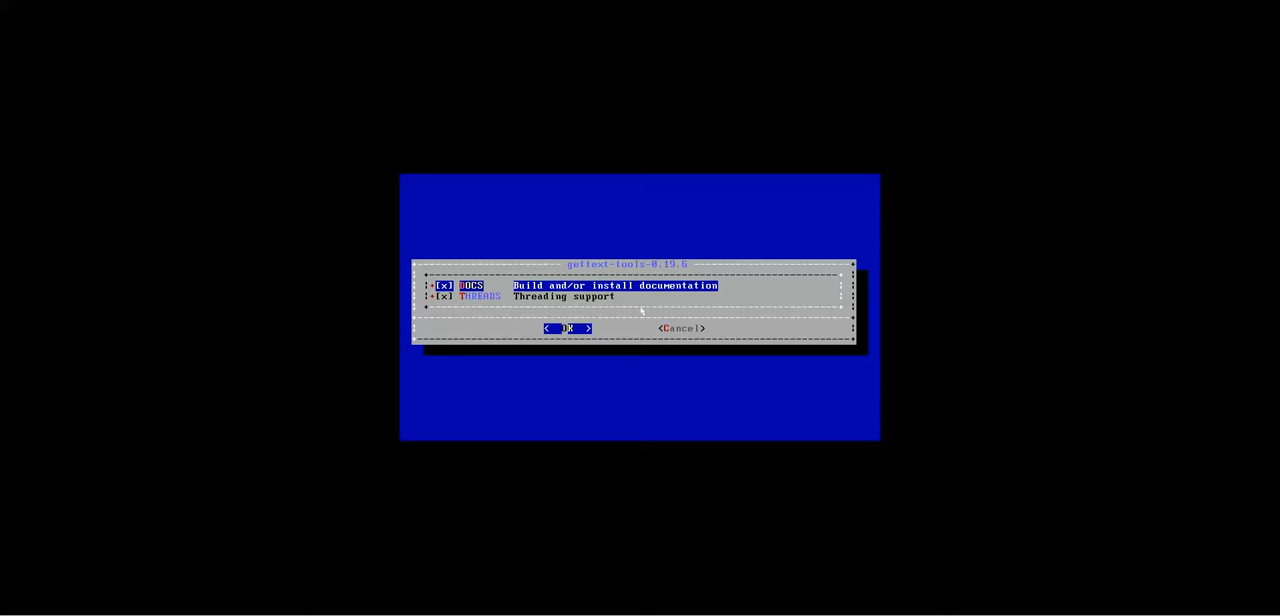 gettext-tools-0.19.6
+[x] DOCS Build and/or install documentation
+[x] THREADS Threading support
< OK > <Cancel>